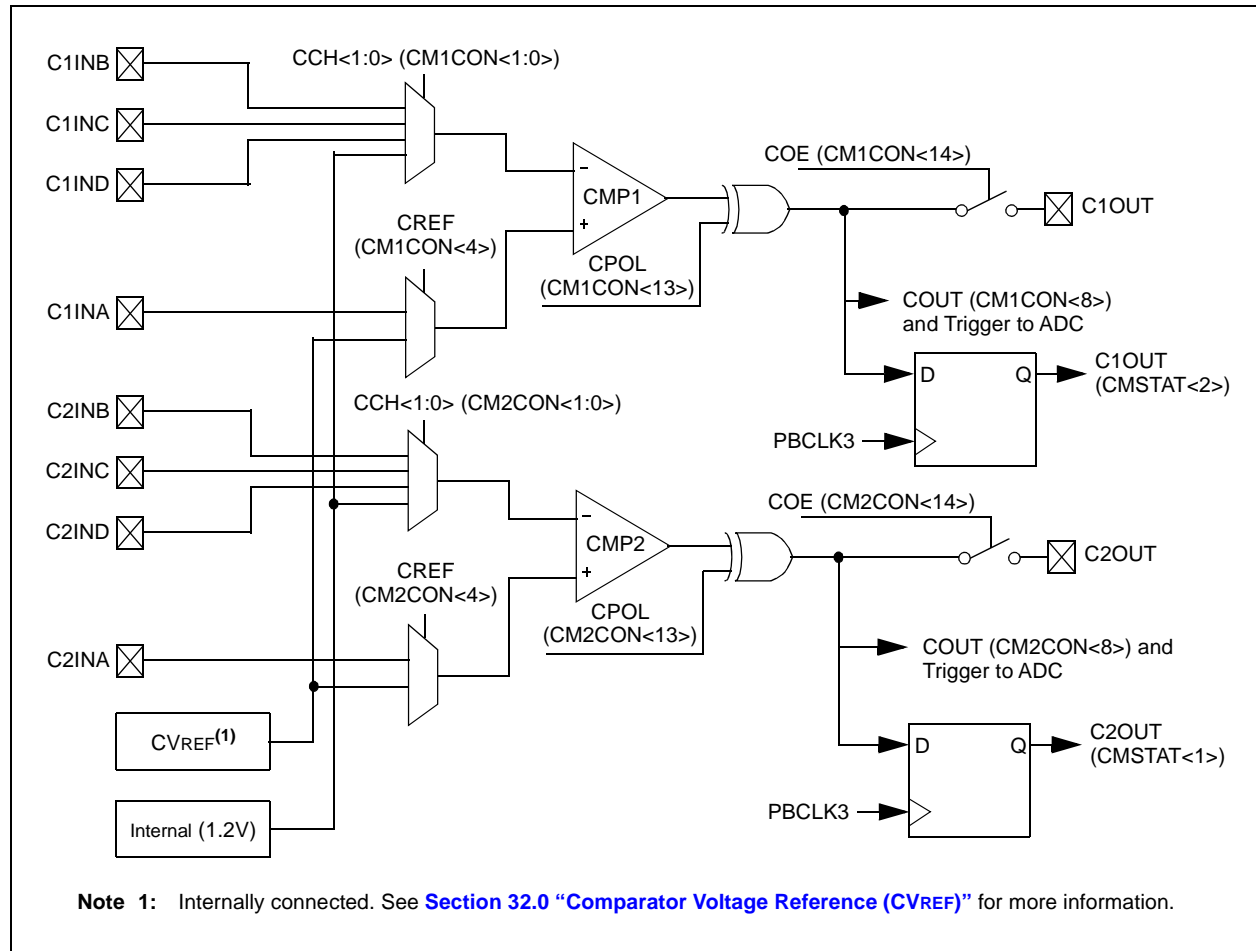 C1INB
CCH<1:0> (CM1CON<1:0>)
C1INC
C1IND
COE (CM1CON<14>)
C1OUT
CMP1
-
+
CREF
(CM1CON<4>)
CPOL
(CM1CON<13>)
C1INA
COUT (CM1CON<8>)
and Trigger to ADC
D
Q
C1OUT
(CMSTAT<2>)
PBCLK3
C2INB
CCH<1:0> (CM2CON<1:0>)
C2INC
C2IND
COE (CM2CON<14>)
C2OUT
CMP2
-
+
CREF
(CM2CON<4>)
CPOL
(CM2CON<13>)
C2INA
COUT (CM2CON<8>) and
Trigger to ADC
CVREF(1)
D
Q
C2OUT
(CMSTAT<1>)
PBCLK3
Internal (1.2V)
Note 1: Internally connected. See Section 32.0 “Comparator Voltage Reference (CVREF)” for more information.